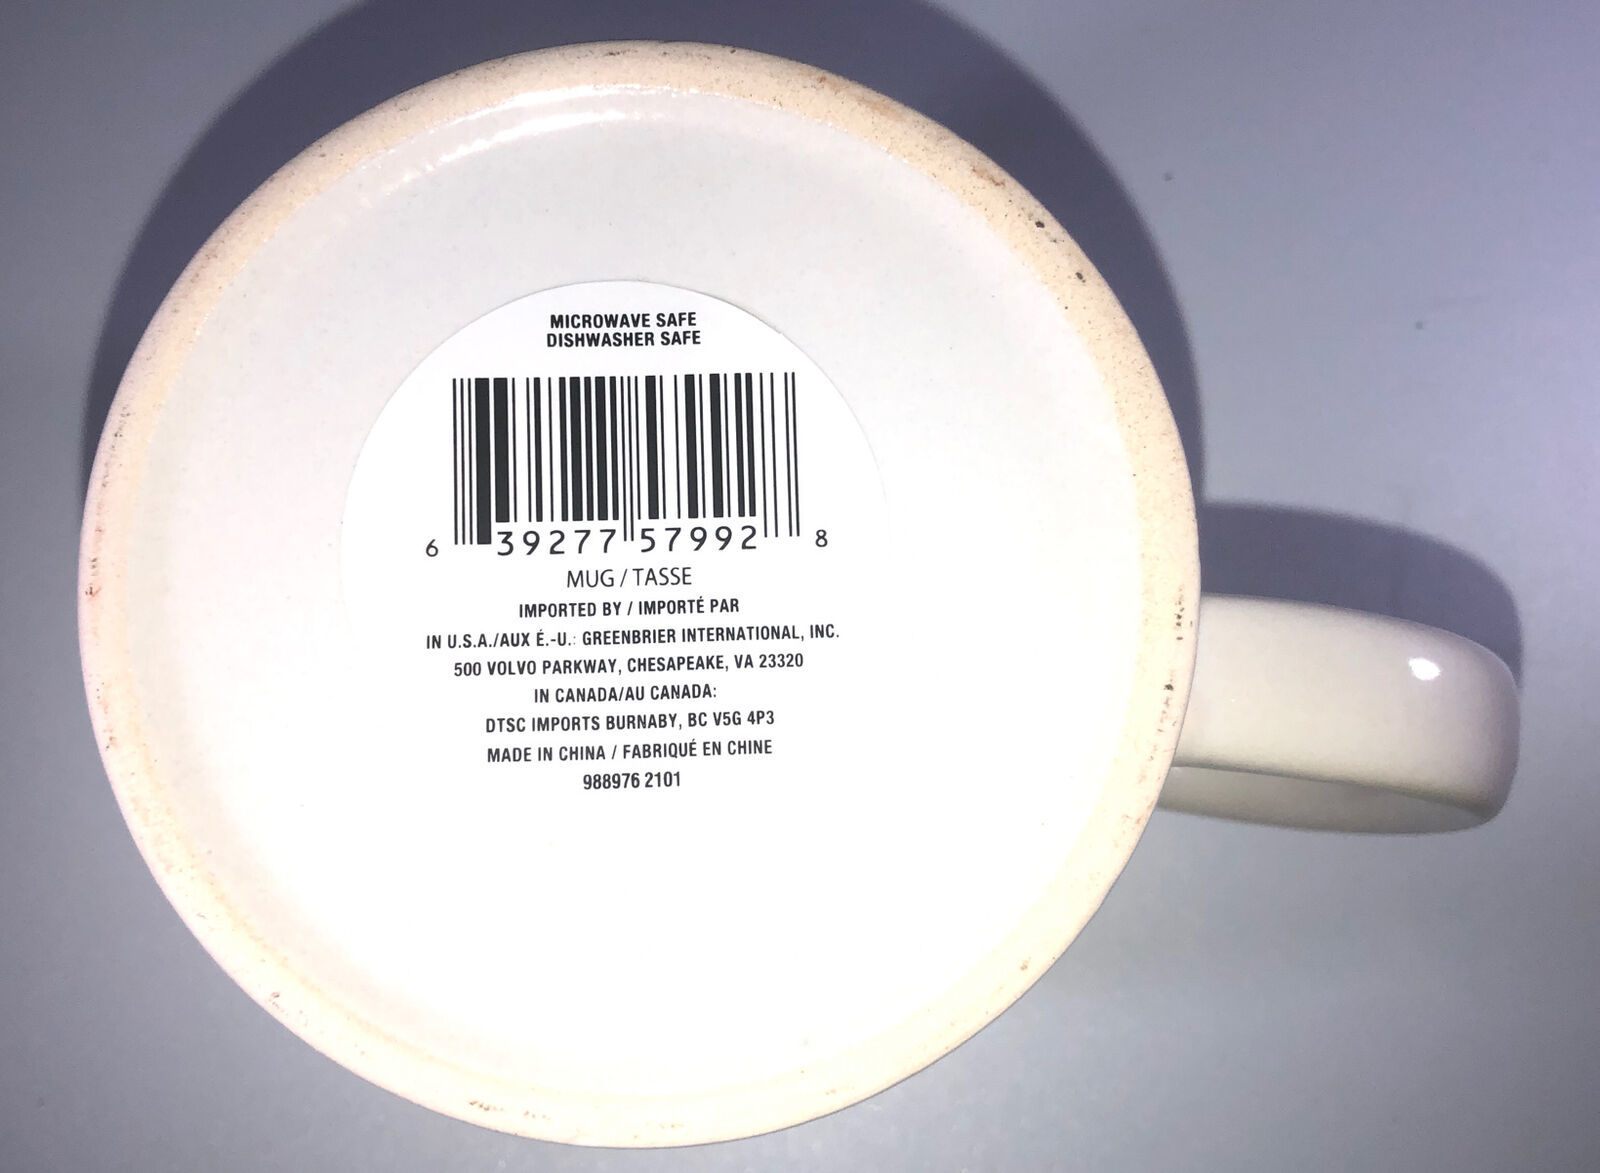 MICROWAVE SAFE
DISHWASHER SAFE
6 39277 57992 8
MUG / TASSE
IMPORTED BY / IMPORTÉ PAR
IN U.S.A./AUX É.-U.: GREENBRIER INTERNATIONAL, INC.
500 VOLVO PARKWAY, CHESAPEAKE, VA 23320
IN CANADA/AU CANADA:
DTSC IMPORTS BURNABY, BC V5G 4P3
MADE IN CHINA / FABRIQUÉ EN CHINE
988976 2101